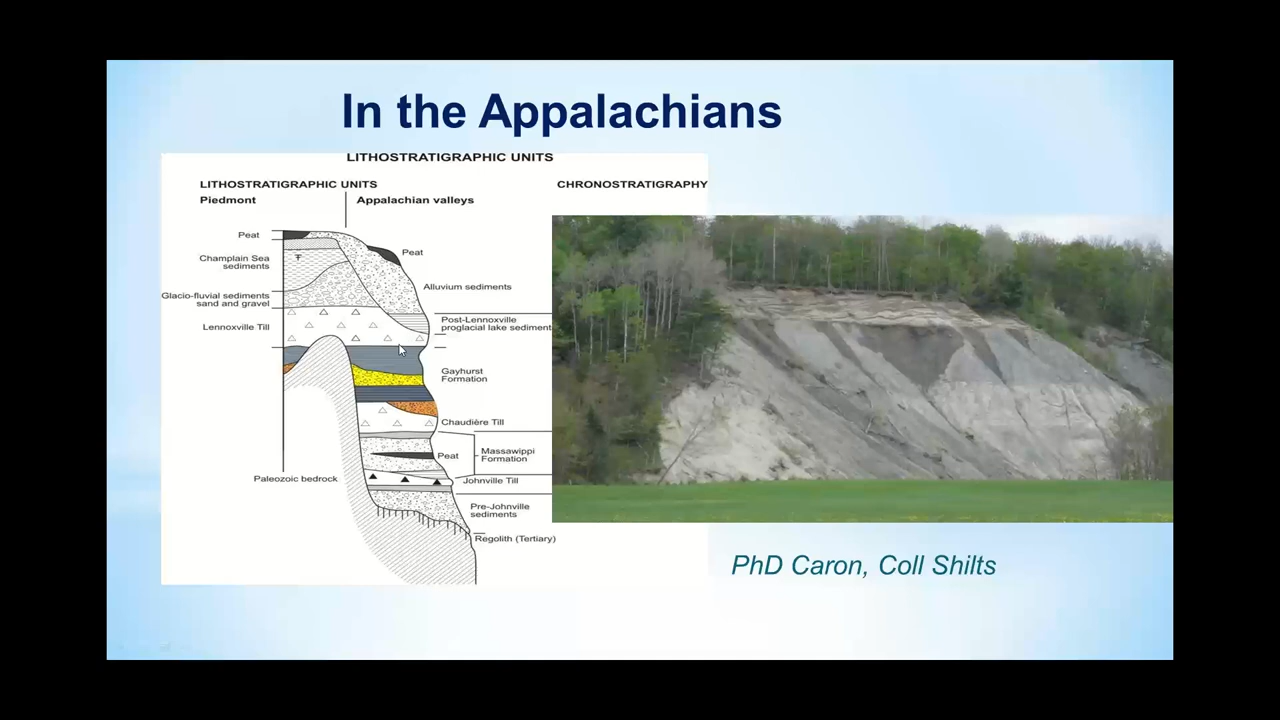 In the Appalachians
LITHOSTRATIGRAPHIC UNITS
LITHOSTRATIGRAPHIC UNITS
CHRONOSTRATIGRAPHY
Piedmont
Appalachian valleys
Peat
Champlain Sea
sediments
Glacio-fluvial sediments
sand and gravel
Lennoxville Till
Paleozoic bedrock
Peat
Alluvium sediments
Post-Lennoxville
proglacial lake sediment
Gayhurst
Formation
Chaudière Till
Peat
Massawippi
Formation
Johnville Till
Pre-Johnville
sediments
Regolith (Tertiary)
PhD Caron, Coll Shilts